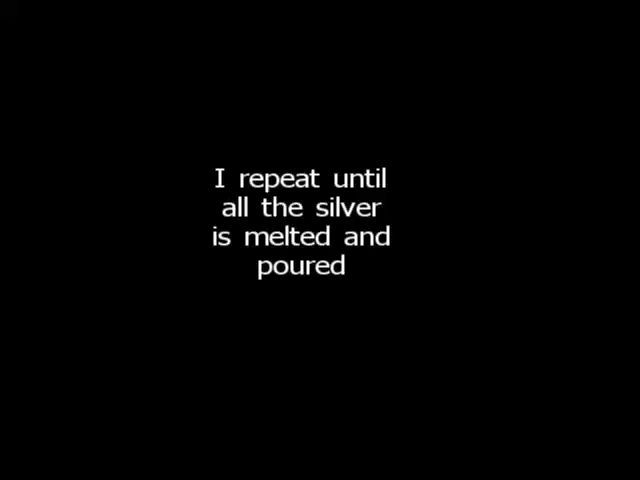 I repeat until
all the silver
is melted and
poured